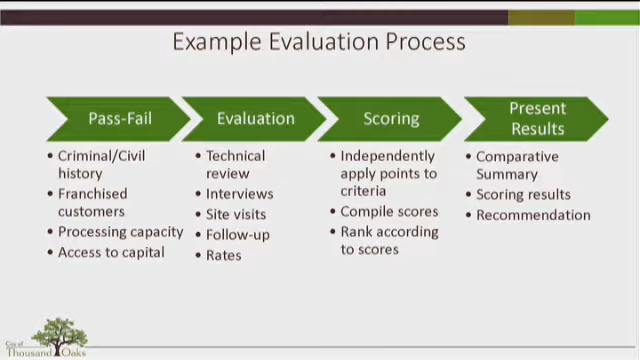 Example Evaluation Process
Pass-Fail
• Criminal/Civil
history
• Franchised
customers
• Processing capacity
• Access to capital
Evaluation
• Technical
review
• Interviews
• Site visits
• Follow-up
• Rates
Scoring
• Independently
apply points to
criteria
• Compile scores
• Rank according
to scores
Present
Results
• Comparative
Summary
• Scoring results
• Recommendation
City of
Thousand Oaks